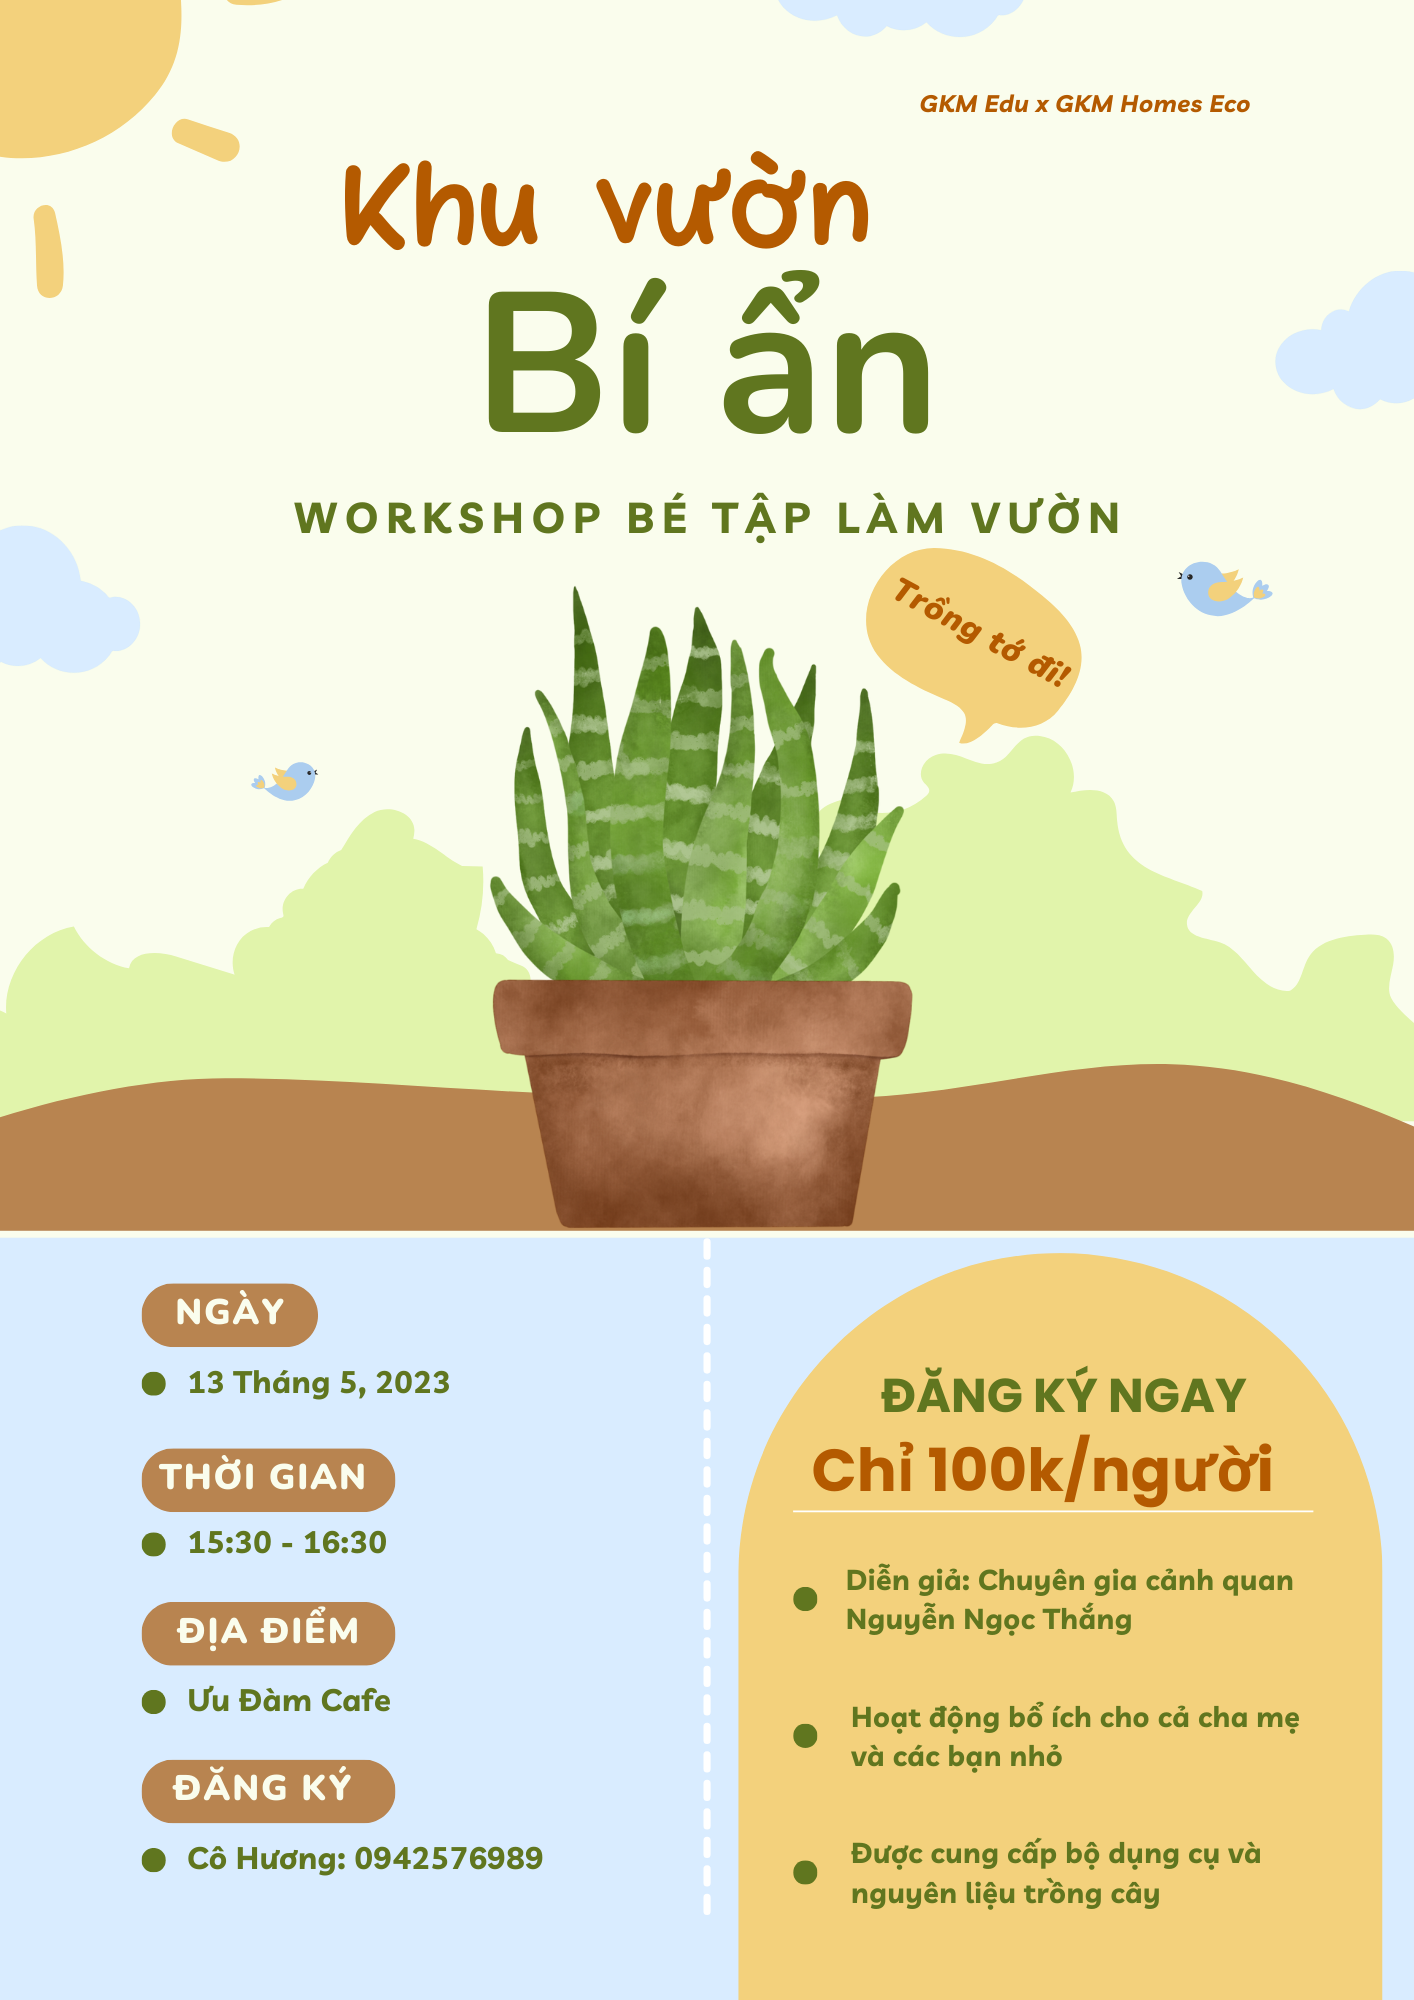 GKM Edu x GKM Homes Eco
Khu vườn
Bí ẩn
WORKSHOP BÉ TẬP LÀM VƯỜN
Trồng tớ đi!
NGÀY
13 Tháng 5, 2023
THỜI GIAN
15:30 - 16:30
ĐỊA ĐIỂM
Ưu Đàm Cafe
ĐĂNG KÝ
Cô Hương: 0942576989
ĐĂNG KÝ NGAY
Chỉ 100k/người
Diễn giả: Chuyên gia cảnh quan
Nguyễn Ngọc Thắng
Hoạt động bổ ích cho cả cha mẹ
và các bạn nhỏ
Được cung cấp bộ dụng cụ và
nguyên liệu trồng cây